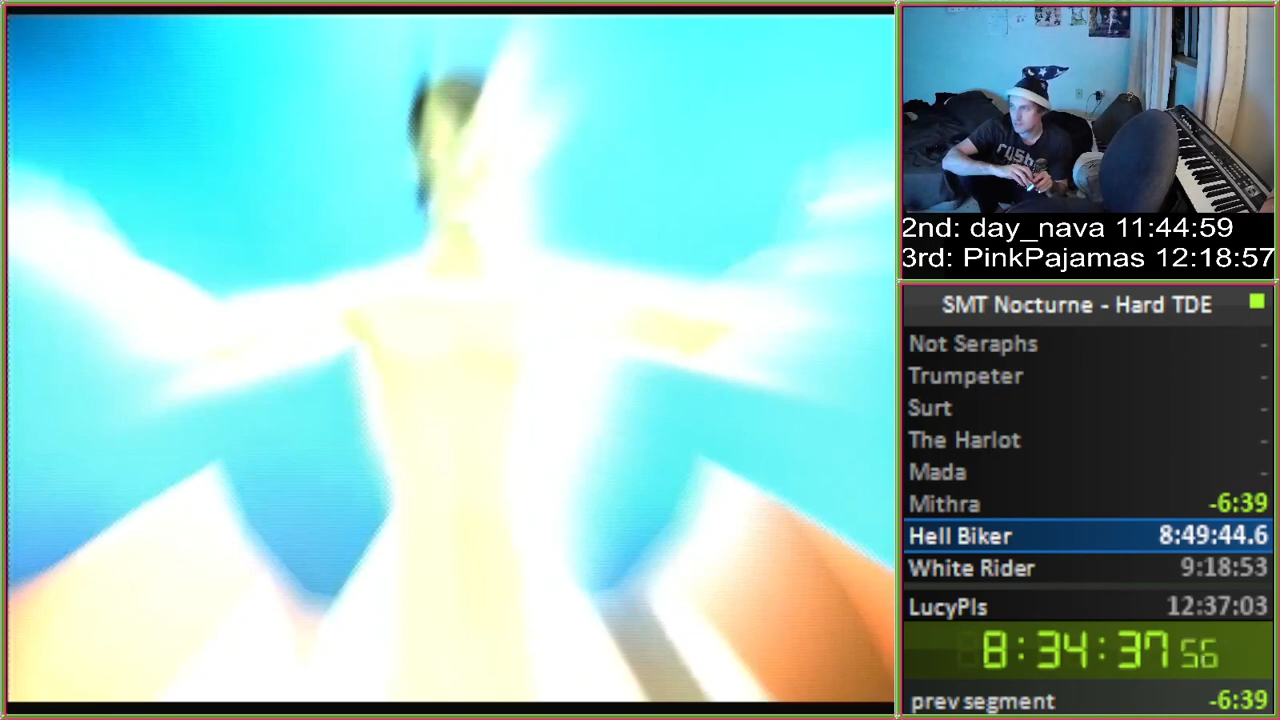 rush
2nd: day_nava 11:44:59
3rd: PinkPajamas 12:18:57
SMT Nocturne - Hard TDE
Not Seraphs -
Trumpeter -
Surt -
The Harlot -
Mada -
Mithra -6:39
Hell Biker 8:49:44.6
White Rider 9:18:53
LucyPls 12:37:03
8:34:37 56
prev segment -6:39